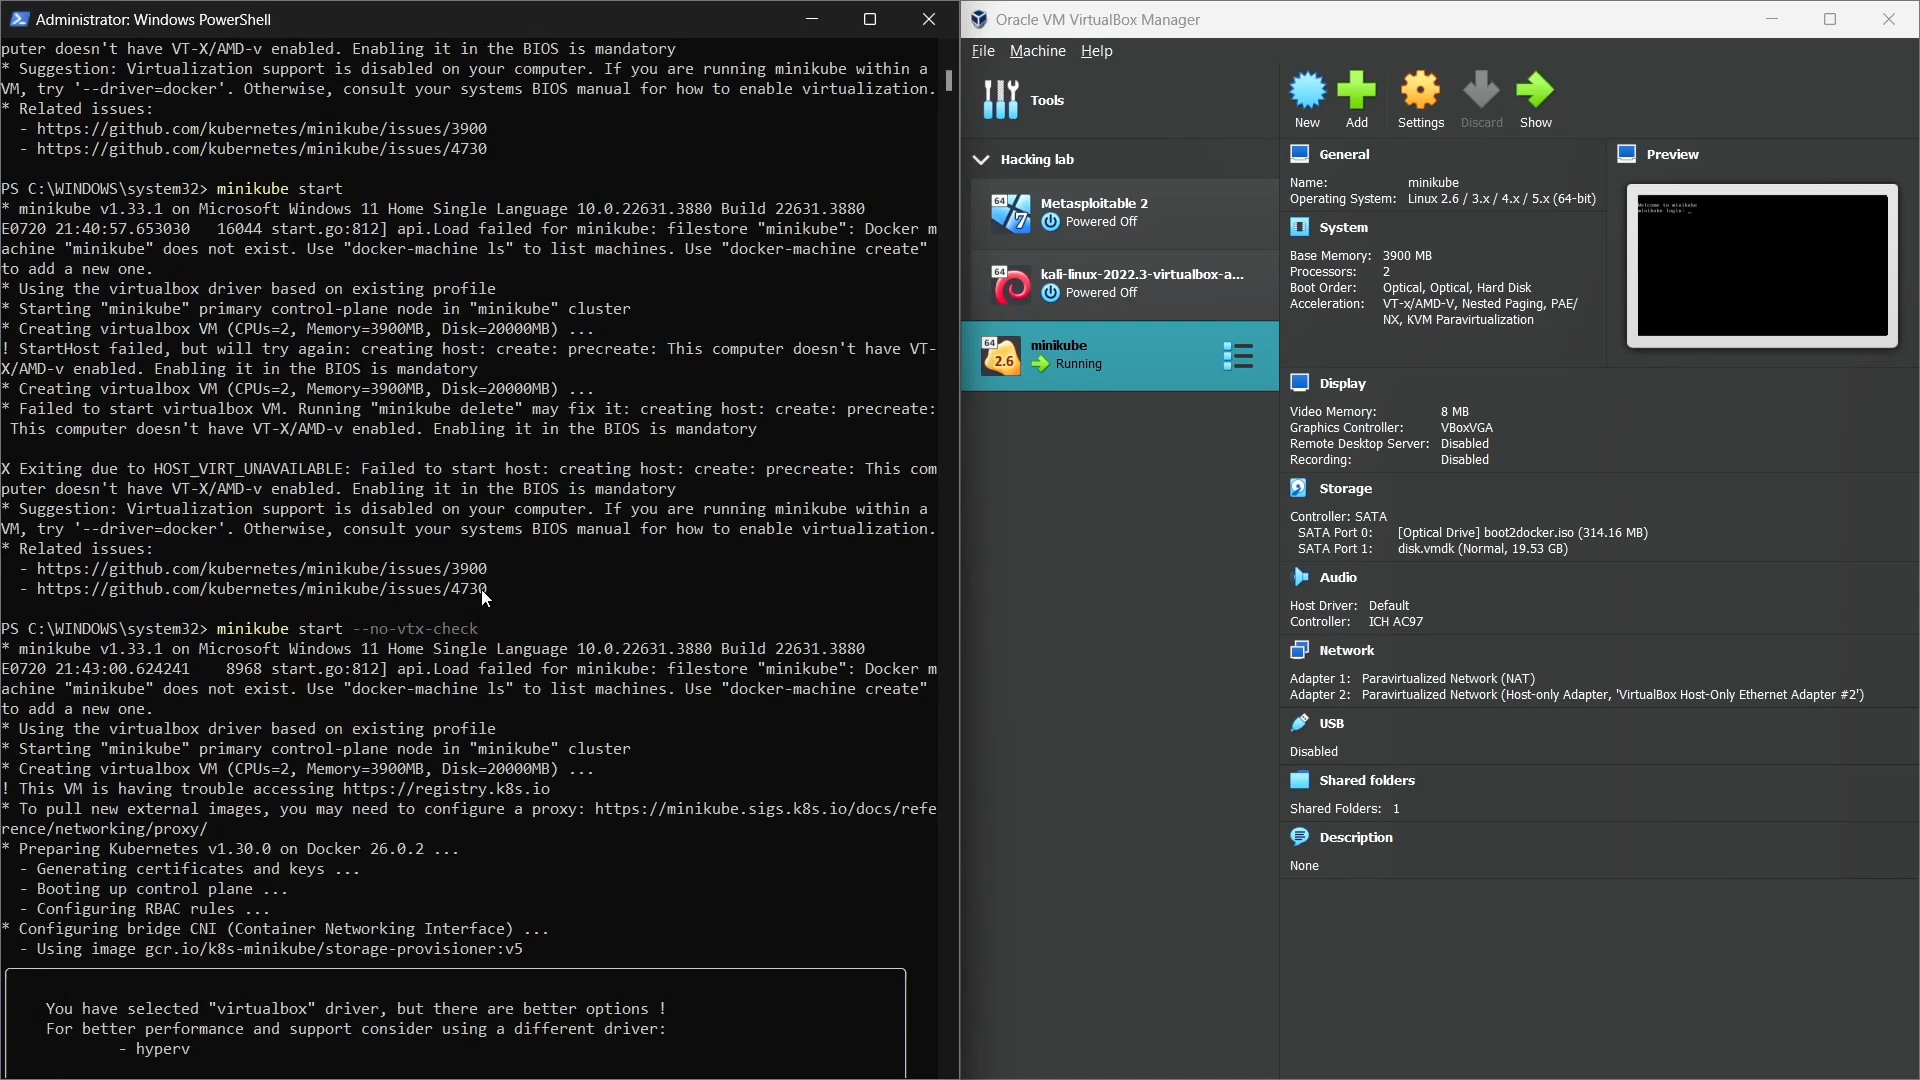 Administrator: Windows PowerShell
puter doesn't have VT-X/AMD-v enabled. Enabling it in the BIOS is mandatory
* Suggestion: Virtualization support is disabled on your computer. If you are running minikube within a
VM, try '--driver=docker'. Otherwise, consult your systems BIOS manual for how to enable virtualization.
* Related issues:
- https://github.com/kubernetes/minikube/issues/3900
- https://github.com/kubernetes/minikube/issues/4730
PS C:\WINDOWS\system32> minikube start
* minikube v1.33.1 on Microsoft Windows 11 Home Single Language 10.0.22631.3880 Build 22631.3880
E0720 21:40:57.653030   16044 start.go:812] api.Load failed for minikube: filestore "minikube": Docker m
achine "minikube" does not exist. Use "docker-machine ls" to list machines. Use "docker-machine create"
to add a new one.
* Using the virtualbox driver based on existing profile
* Starting "minikube" primary control-plane node in "minikube" cluster
* Creating virtualbox VM (CPUs=2, Memory=3900MB, Disk=20000MB) ...
! StartHost failed, but will try again: creating host: create: precreate: This computer doesn't have VT-
X/AMD-v enabled. Enabling it in the BIOS is mandatory
* Creating virtualbox VM (CPUs=2, Memory=3900MB, Disk=20000MB) ...
* Failed to start virtualbox VM. Running "minikube delete" may fix it: creating host: create: precreate:
This computer doesn't have VT-X/AMD-v enabled. Enabling it in the BIOS is mandatory
X Exiting due to HOST_VIRT_UNAVAILABLE: Failed to start host: creating host: create: precreate: This com
puter doesn't have VT-X/AMD-v enabled. Enabling it in the BIOS is mandatory
* Suggestion: Virtualization support is disabled on your computer. If you are running minikube within a
VM, try '--driver=docker'. Otherwise, consult your systems BIOS manual for how to enable virtualization.
* Related issues:
- https://github.com/kubernetes/minikube/issues/3900
- https://github.com/kubernetes/minikube/issues/4730
PS C:\WINDOWS\system32> minikube start --no-vtx-check
* minikube v1.33.1 on Microsoft Windows 11 Home Single Language 10.0.22631.3880 Build 22631.3880
E0720 21:43:00.624241    8968 start.go:812] api.Load failed for minikube: filestore "minikube": Docker m
achine "minikube" does not exist. Use "docker-machine ls" to list machines. Use "docker-machine create"
to add a new one.
* Using the virtualbox driver based on existing profile
* Starting "minikube" primary control-plane node in "minikube" cluster
* Creating virtualbox VM (CPUs=2, Memory=3900MB, Disk=20000MB) ...
! This VM is having trouble accessing https://registry.k8s.io
* To pull new external images, you may need to configure a proxy: https://minikube.sigs.k8s.io/docs/refe
rence/networking/proxy/
* Preparing Kubernetes v1.30.0 on Docker 26.0.2 ...
- Generating certificates and keys ...
- Booting up control plane ...
- Configuring RBAC rules ...
* Configuring bridge CNI (Container Networking Interface) ...
- Using image gcr.io/k8s-minikube/storage-provisioner:v5
You have selected "virtualbox" driver, but there are better options !
For better performance and support consider using a different driver:
- hyperv
Oracle VM VirtualBox Manager
File Machine Help
Tools
New Add Settings Discard Show
Hacking lab
64 7 Metasploitable 2
Powered Off
64 kali-linux-2022.3-virtualbox-a...
Powered Off
64 2.6 minikube
Running
General
Name: minikube
Operating System: Linux 2.6 / 3.x / 4.x / 5.x (64-bit)
Preview
Welcome to minikube
minikube login: _
System
Base Memory: 3900 MB
Processors: 2
Boot Order: Optical, Optical, Hard Disk
Acceleration: VT-x/AMD-V, Nested Paging, PAE/
NX, KVM Paravirtualization
Display
Video Memory: 8 MB
Graphics Controller: VBoxVGA
Remote Desktop Server: Disabled
Recording: Disabled
Storage
Controller: SATA
SATA Port 0: [Optical Drive] boot2docker.iso (314.16 MB)
SATA Port 1: disk.vmdk (Normal, 19.53 GB)
Audio
Host Driver: Default
Controller: ICH AC97
Network
Adapter 1: Paravirtualized Network (NAT)
Adapter 2: Paravirtualized Network (Host-only Adapter, 'VirtualBox Host-Only Ethernet Adapter #2')
USB
Disabled
Shared folders
Shared Folders: 1
Description
None